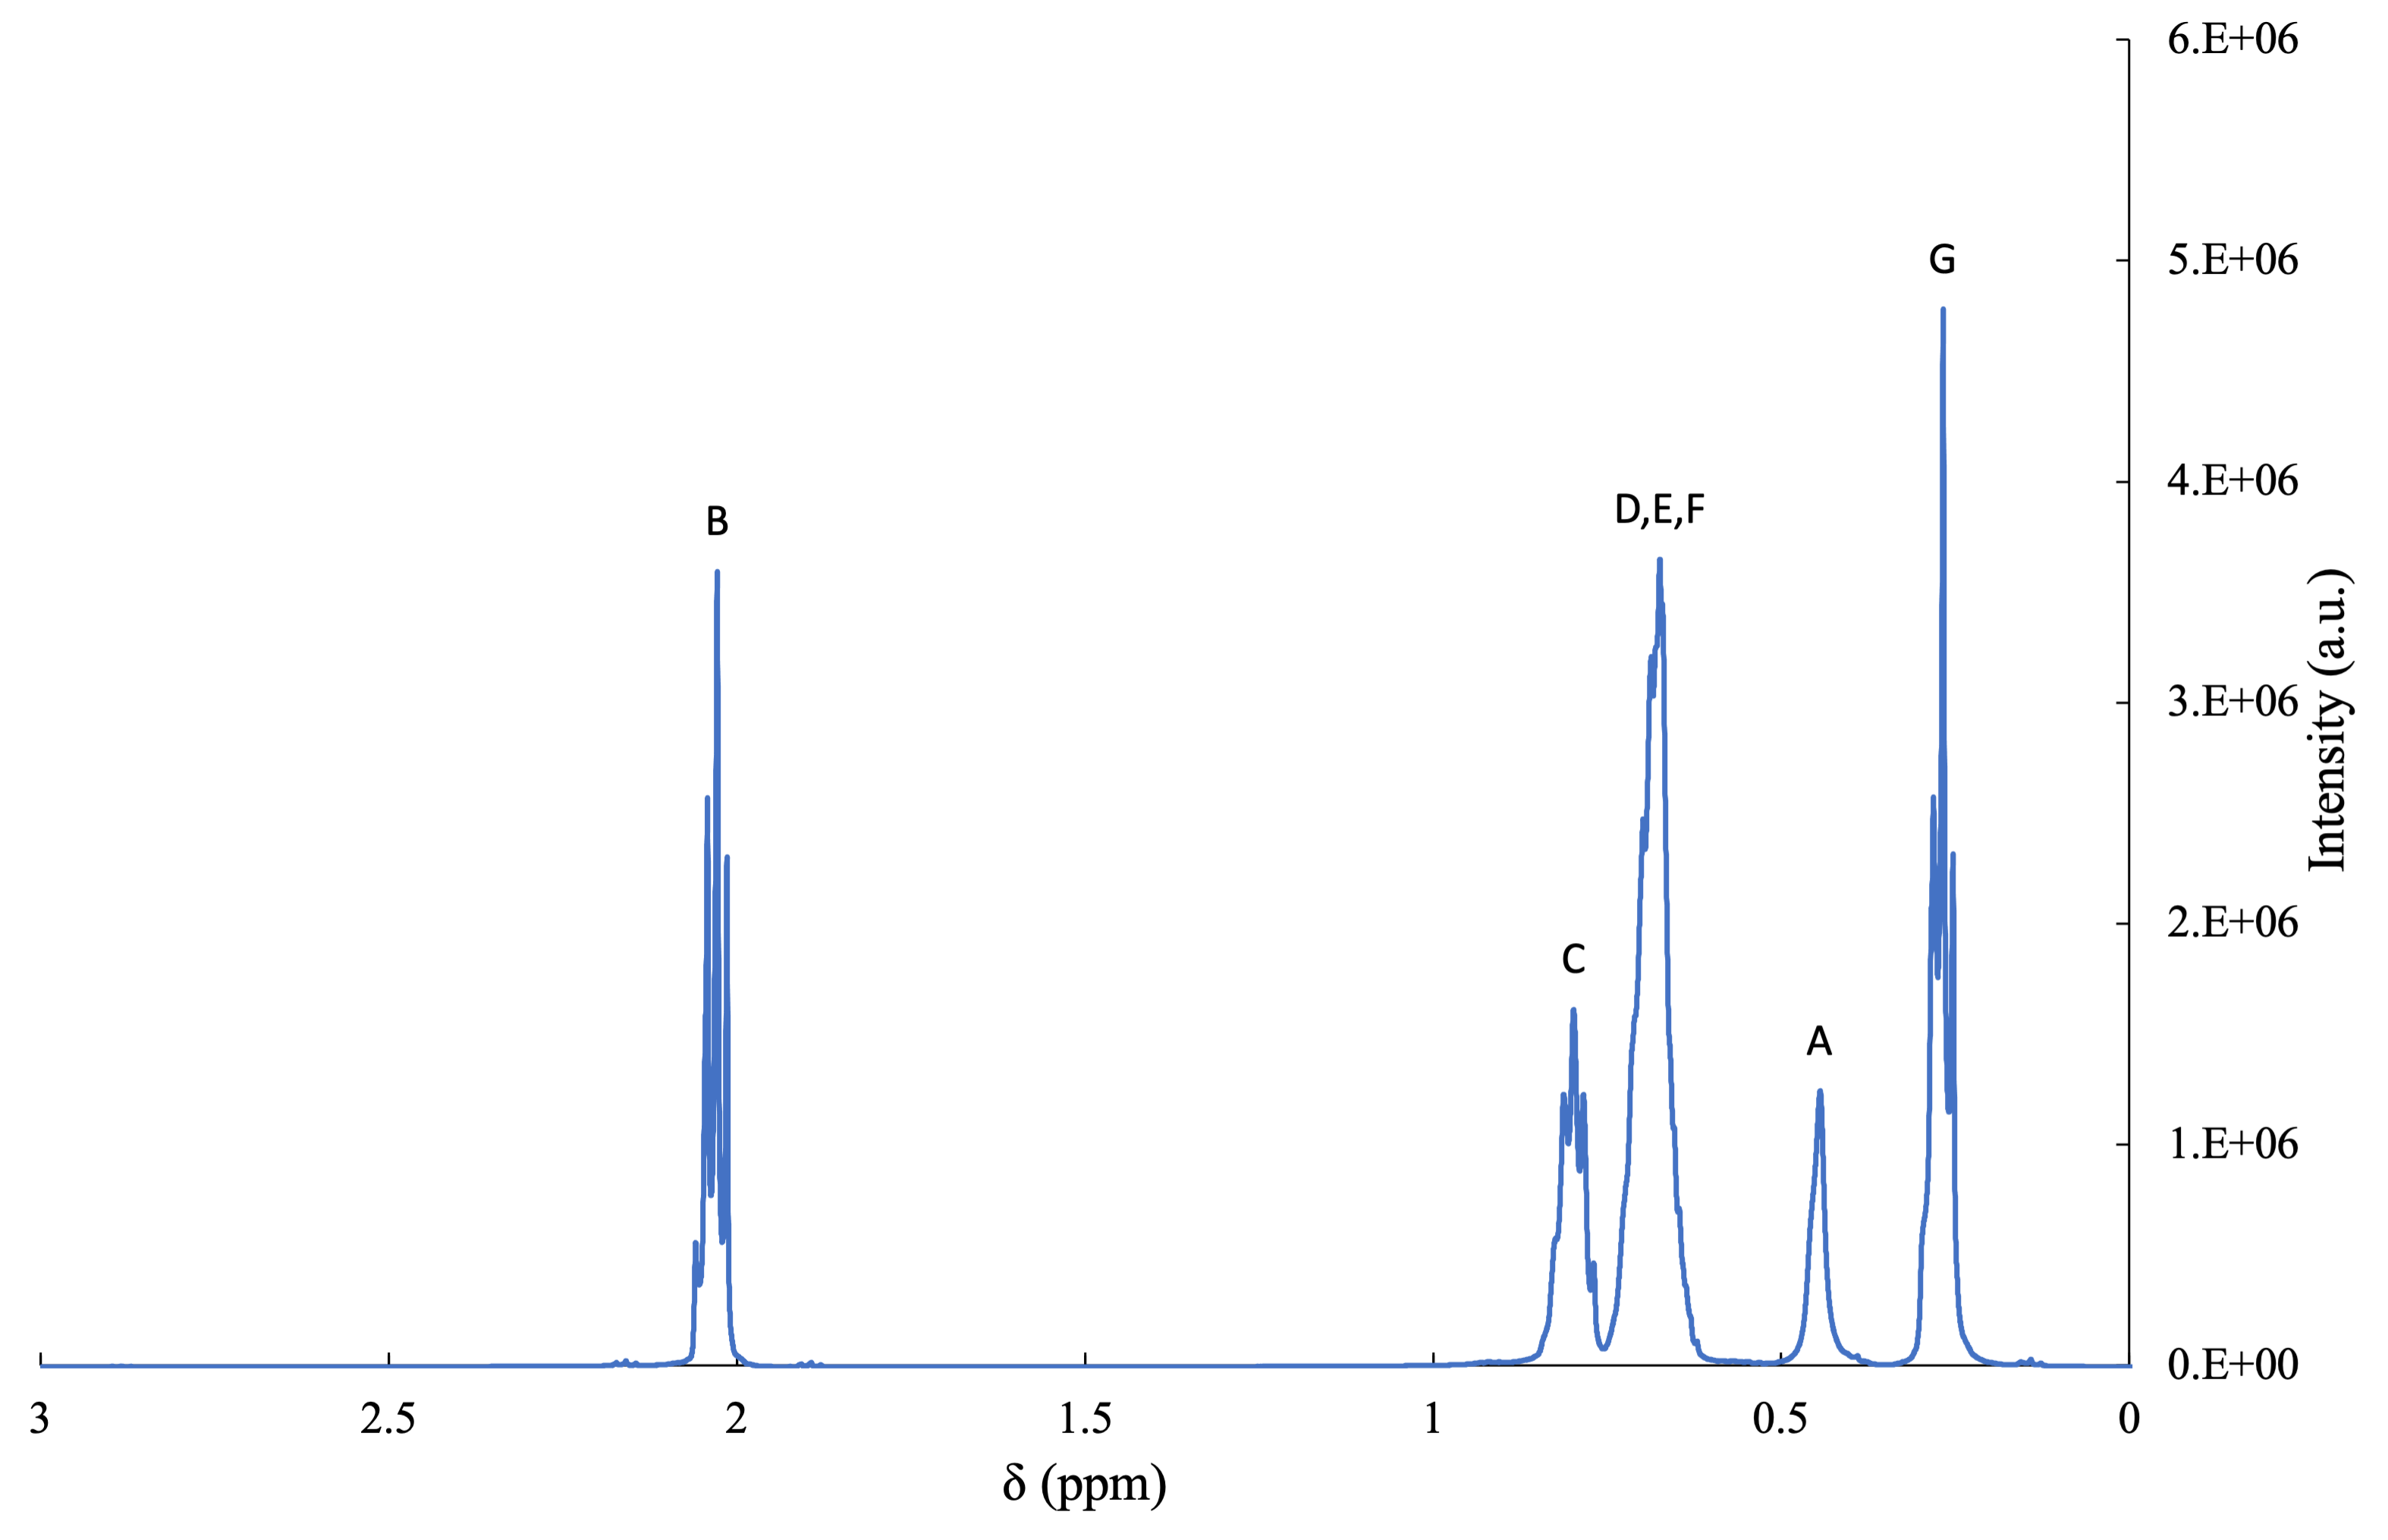 6.E+06
G
5.E+06
B
D,E,F
4.E+06
3.E+06
Intensity (a.u.)
C
2.E+06
A
1.E+06
0.E+00
3 2.5 2 1.5 1 0.5 0
δ (ppm)